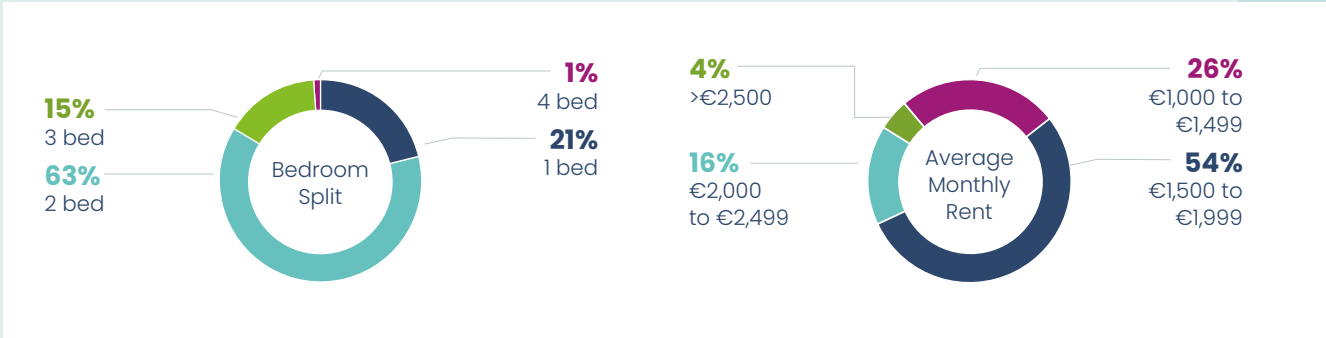 15%
3 bed
63%
2 bed
Bedroom
Split
1%
4 bed
21%
1 bed
4%
>€2,500
16%
€2,000
to €2,499
Average
Monthly
Rent
26%
€1,000 to
€1,499
54%
€1,500 to
€1,999